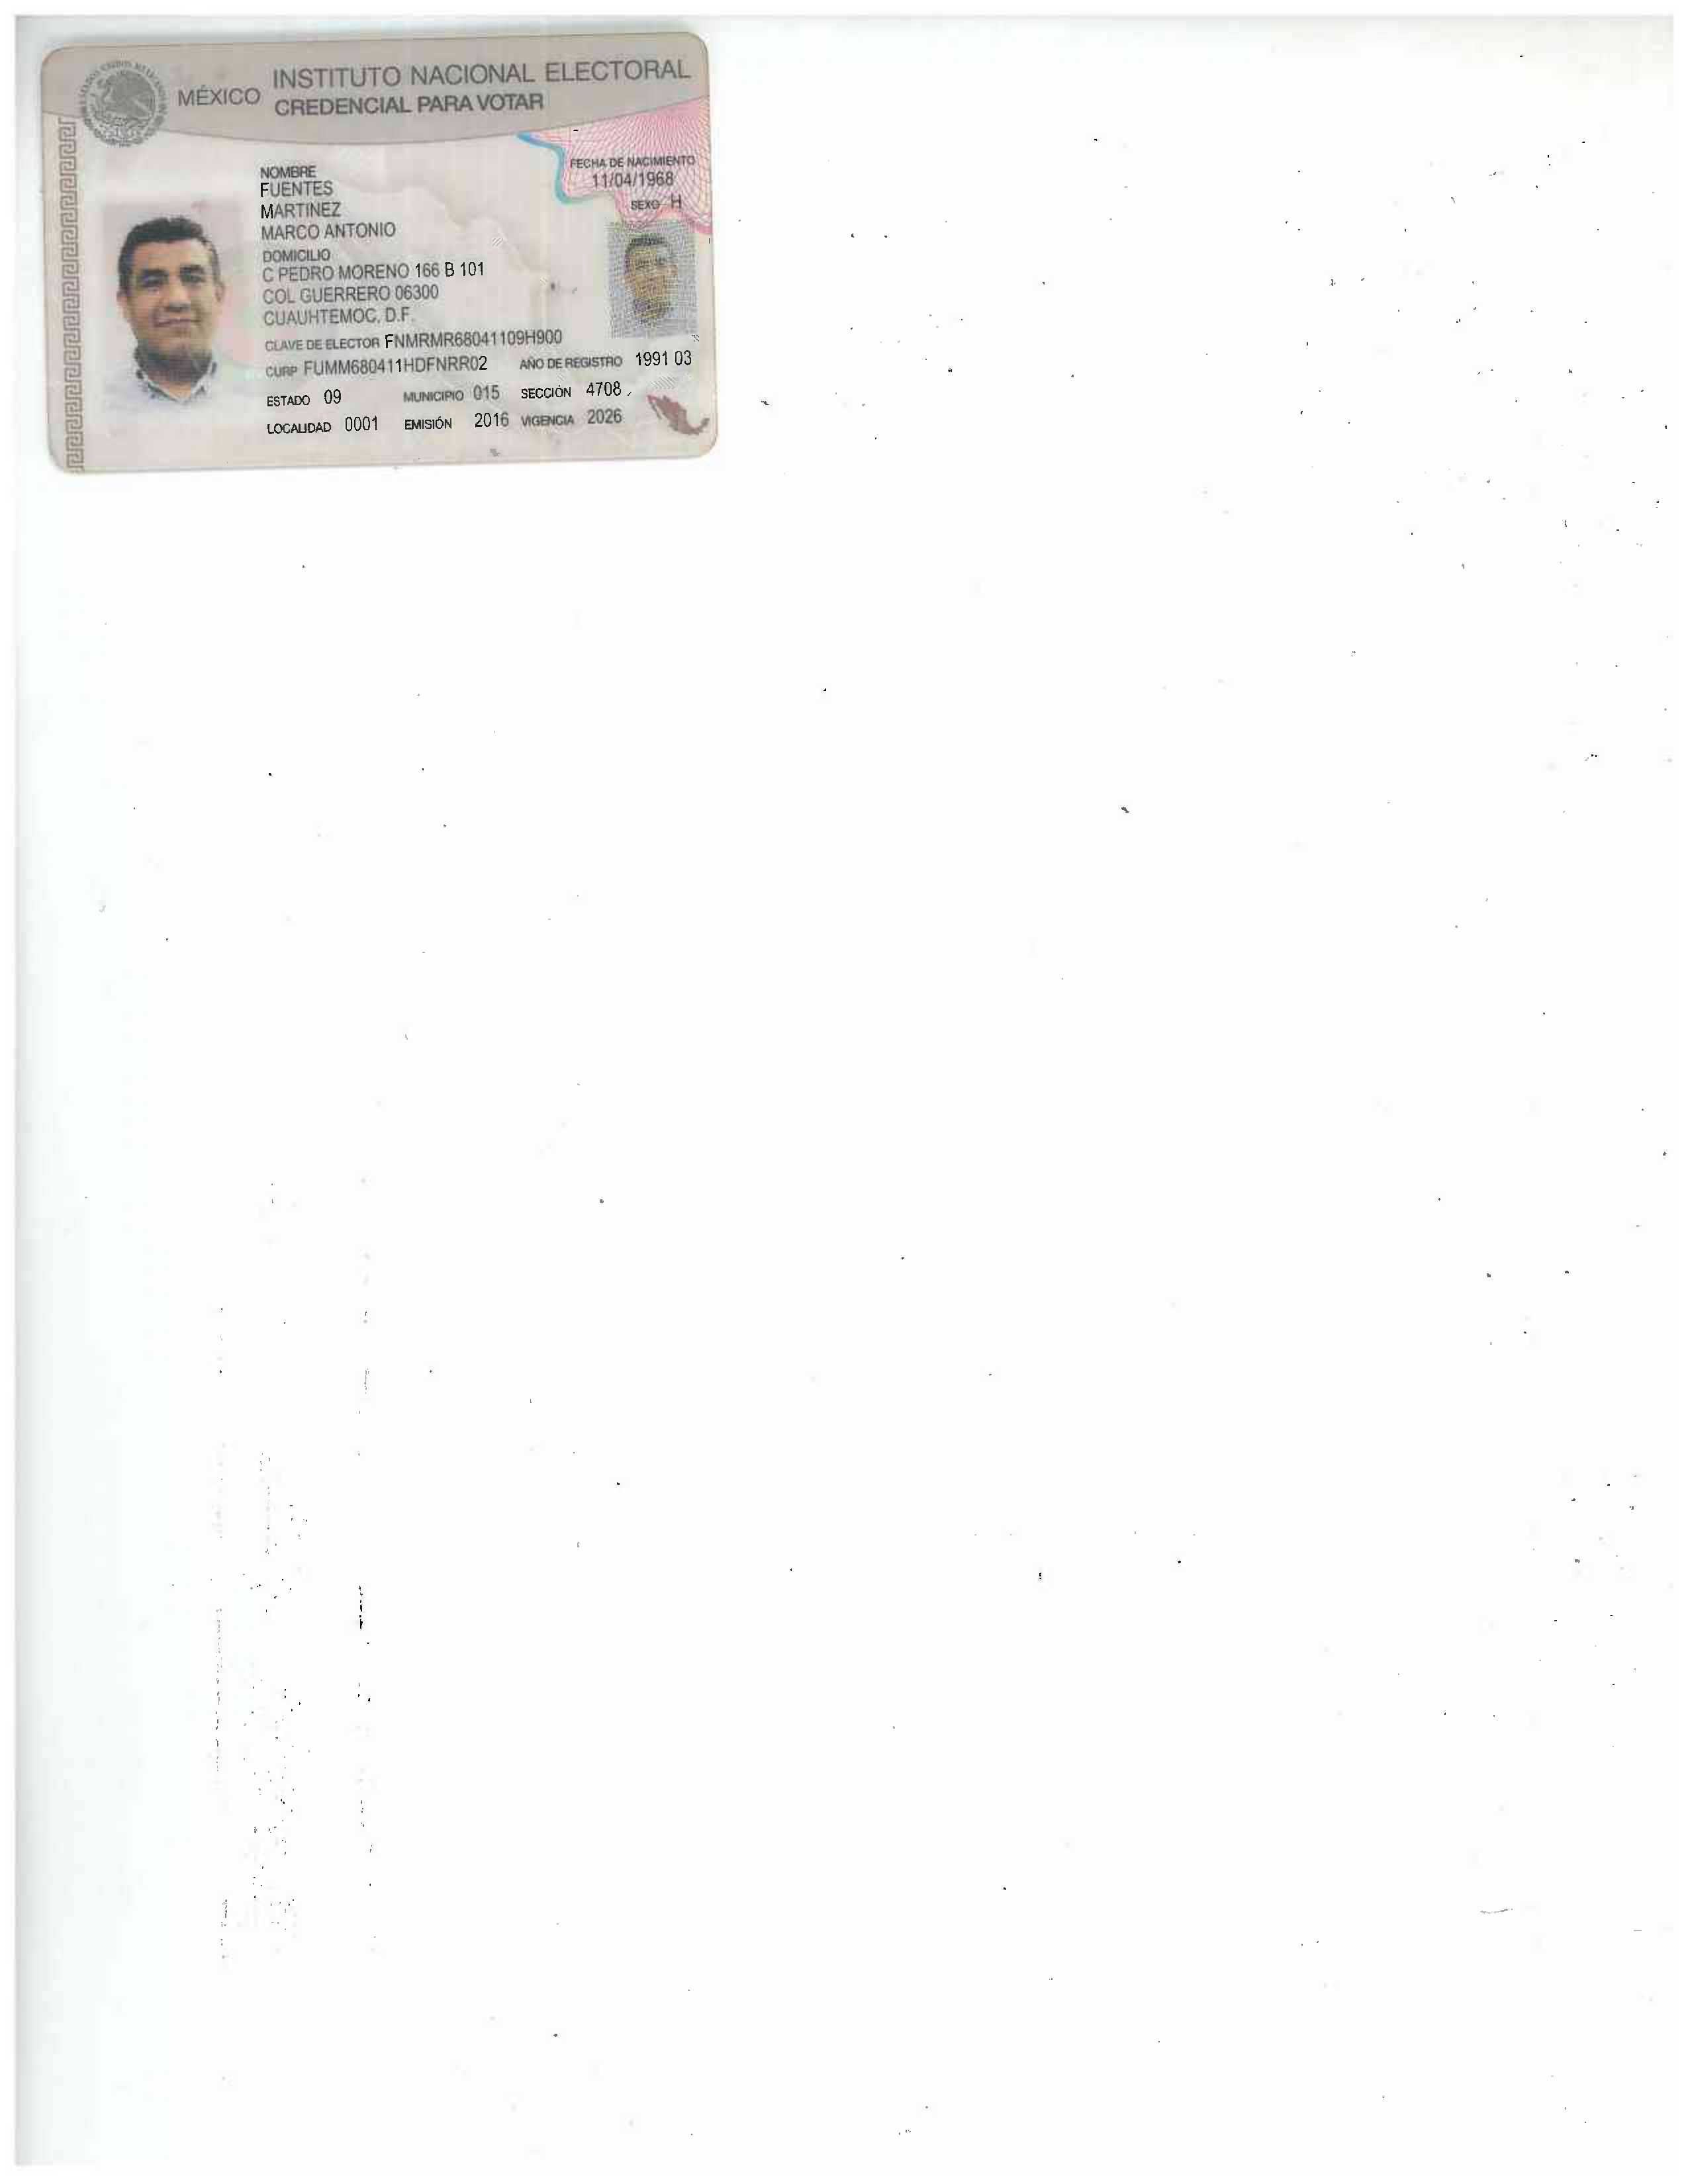 MÉXICO
INSTITUTO NACIONAL ELECTORAL
CREDENCIAL PARA VOTAR
NOMBRE
FUENTES
MARTINEZ
MARCO ANTONIO
FECHA DE NACIMIENTO
11/04/1968
SEXO H
DOMICILIO
C PEDRO MORENO 166 B 101
COL GUERRERO 06300
CUAUHTEMOC, D.F.
CLAVE DE ELECTOR FNMRMR68041109H900
CURP FUMM680411HDFNRR02 AÑO DE REGISTRO 1991 03
ESTADO 09 MUNICIPIO 015 SECCIÓN 4708
LOCALIDAD 0001 EMISIÓN 2016 VIGENCIA 2026